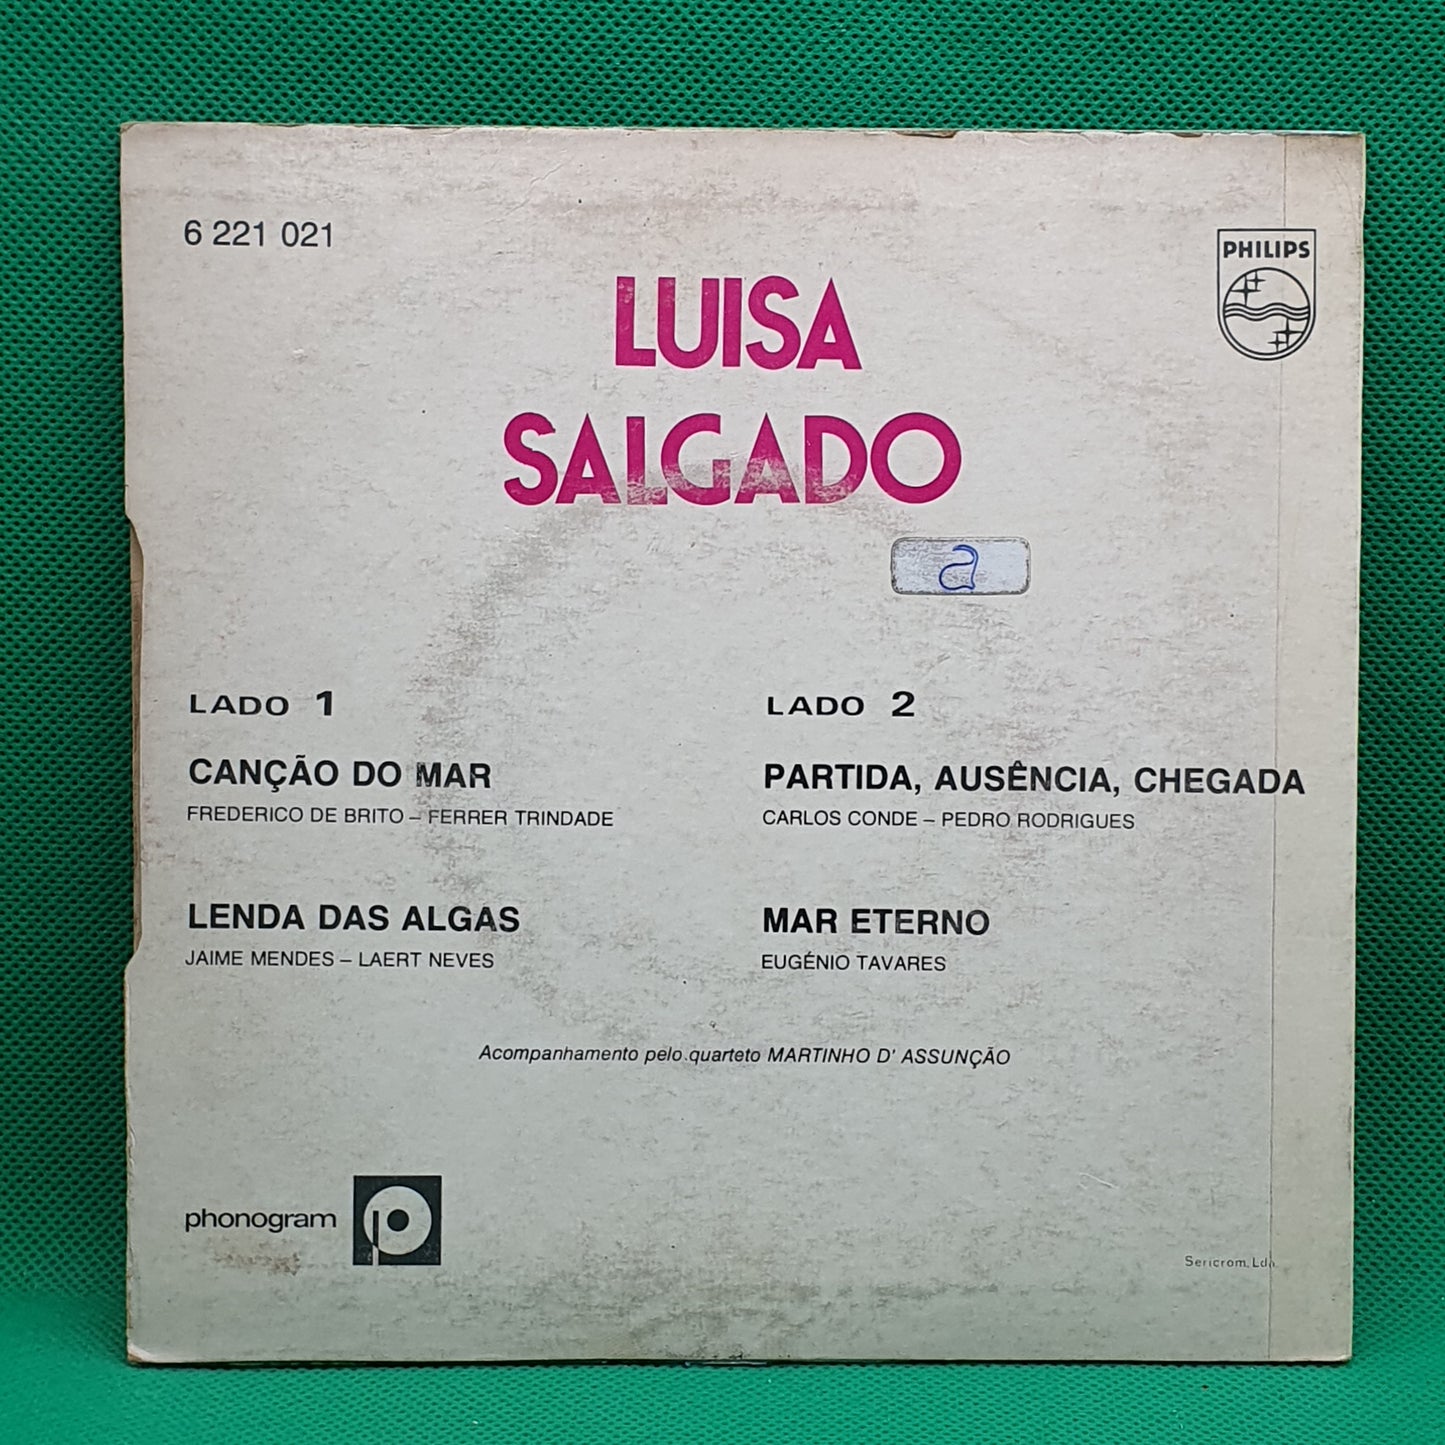 6 221 021
PHILIPS
LUISA
SALGADO
a
LADO 1
CANÇÃO DO MAR
FREDERICO DE BRITO – FERRER TRINDADE
LENDA DAS ALGAS
JAIME MENDES – LAERT NEVES
LADO 2
PARTIDA, AUSÊNCIA, CHEGADA
CARLOS CONDE – PEDRO RODRIGUES
MAR ETERNO
EUGÉNIO TAVARES
Acompanhamento pelo quarteto MARTINHO D' ASSUNÇÃO
phonogram
Sericrom, Lda.